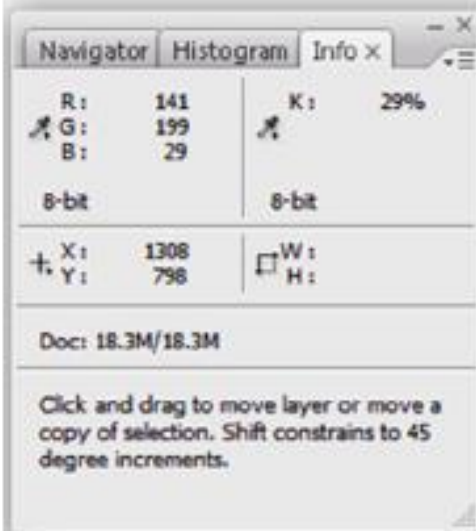 Navigator Histogram Info ×
R: 141 K: 29%
G: 199
B: 29
8-bit 8-bit
X: 1308 W:
Y: 798 H:
Doc: 18.3M/18.3M
Click and drag to move layer or move a
copy of selection. Shift constrains to 45
degree increments.